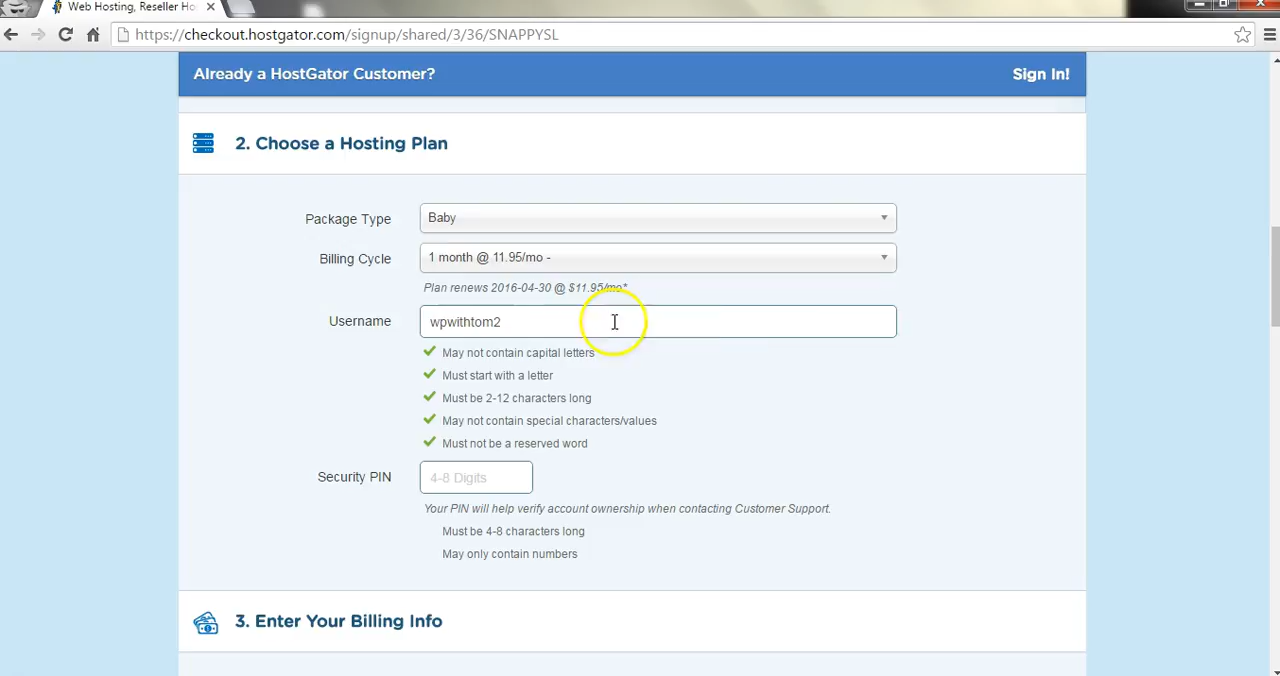 Web Hosting, Reseller Ho
https://checkout.hostgator.com/signup/shared/3/36/SNAPPYSL
Already a HostGator Customer? Sign In!
2. Choose a Hosting Plan
Package Type Baby
Billing Cycle 1 month @ 11.95/mo -
Plan renews 2016-04-30 @ $11.95/mo*
Username wpwithtom2
May not contain capital letters
Must start with a letter
Must be 2-12 characters long
May not contain special characters/values
Must not be a reserved word
Security PIN 4-8 Digits
Your PIN will help verify account ownership when contacting Customer Support.
Must be 4-8 characters long
May only contain numbers
3. Enter Your Billing Info